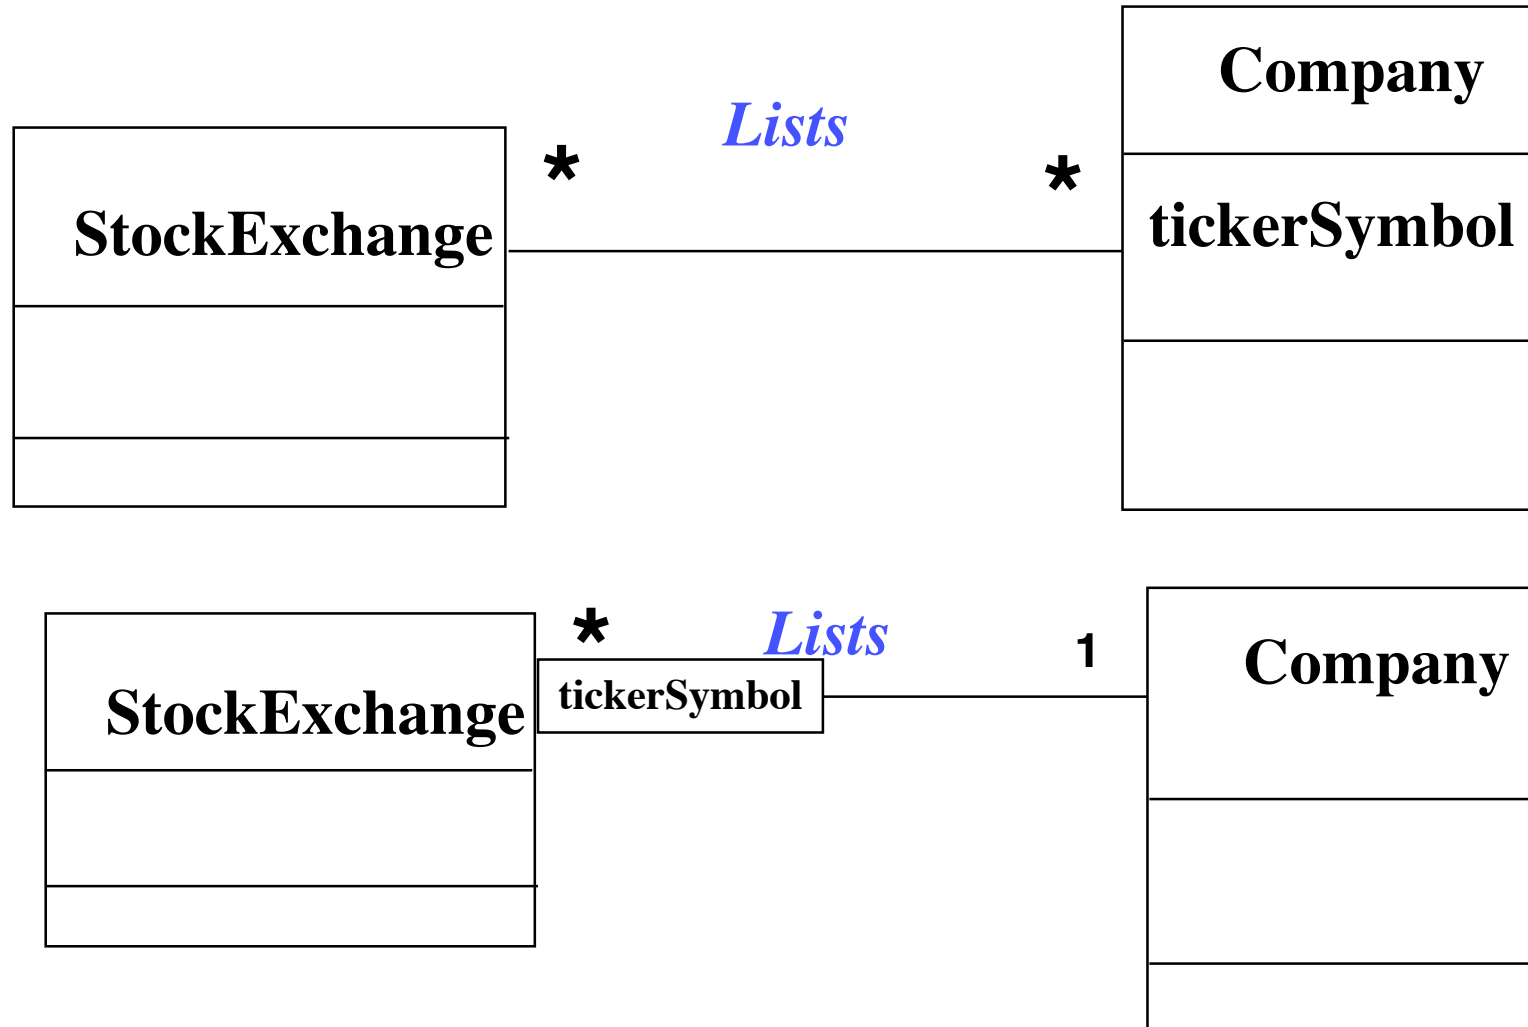 Company
Lists
*
*
StockExchange
tickerSymbol
*
Lists
1
Company
tickerSymbol
StockExchange